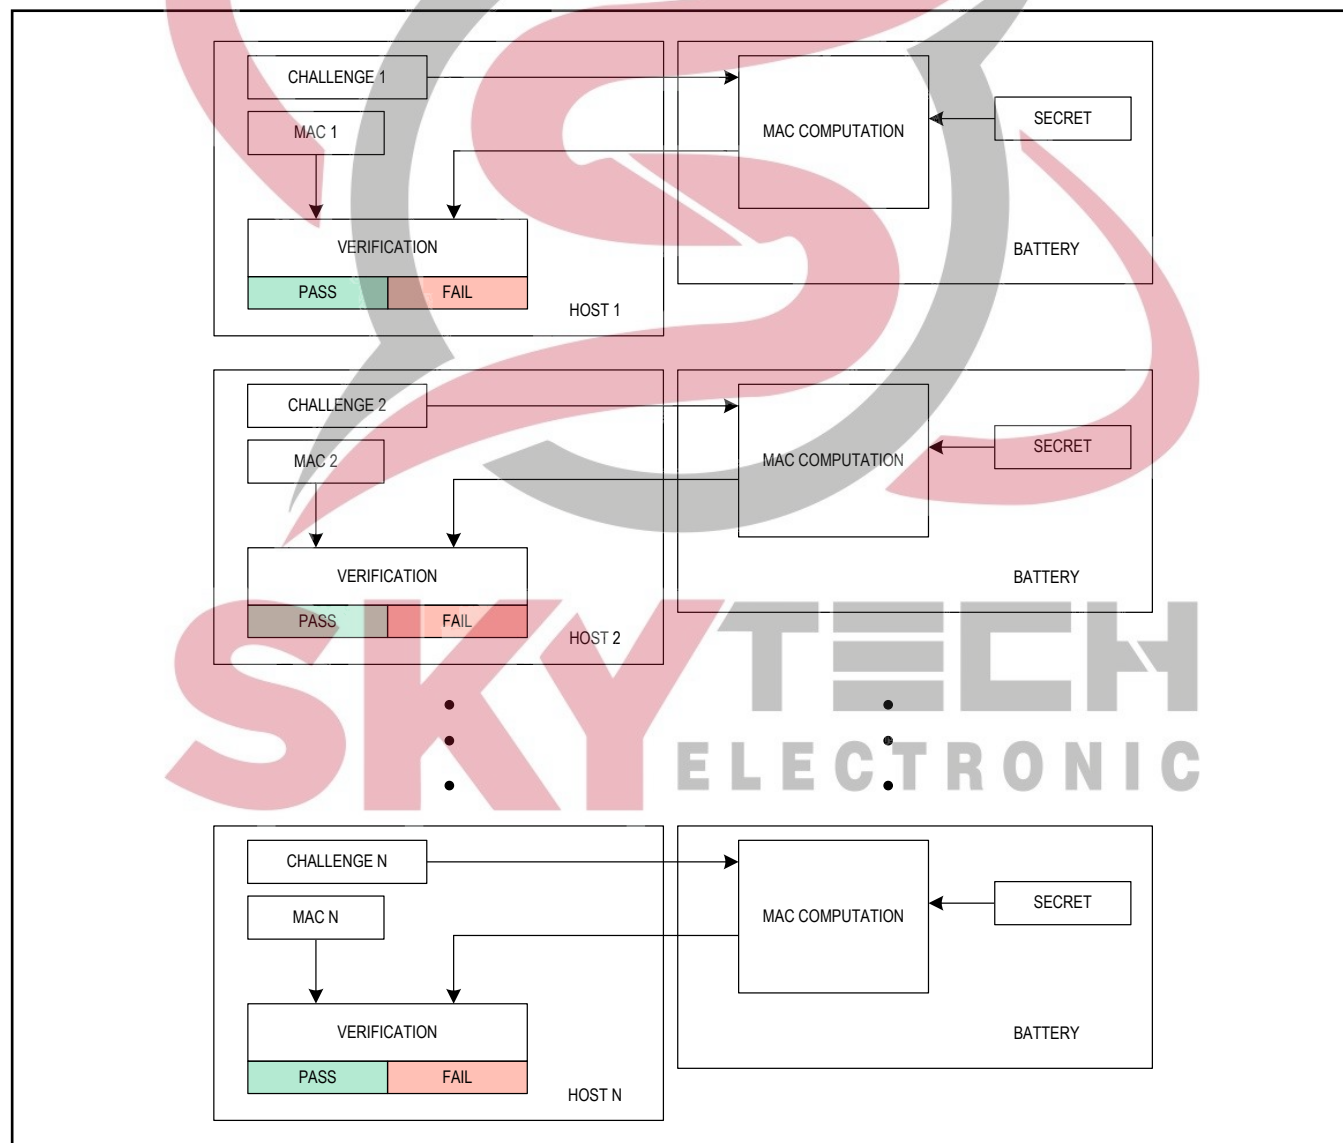 CHALLENGE 1
MAC 1
MAC COMPUTATION
SECRET
VERIFICATION
PASS FAIL
HOST 1
BATTERY
CHALLENGE 2
MAC 2
MAC COMPUTATION
SECRET
VERIFICATION
PASS FAIL
HOST 2
BATTERY
SKYTECH
ELECTRONIC
CHALLENGE N
MAC N
MAC COMPUTATION
SECRET
VERIFICATION
PASS FAIL
HOST N
BATTERY